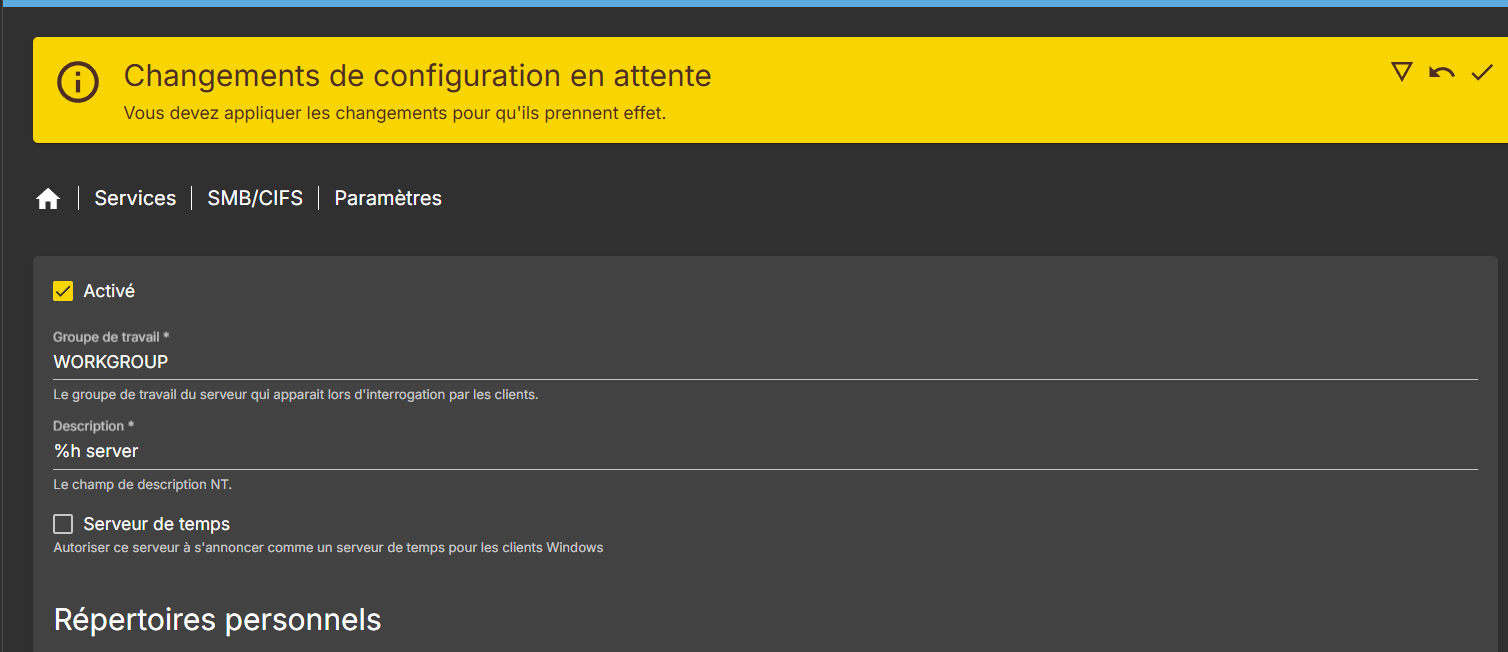 Changements de configuration en attente
Vous devez appliquer les changements pour qu'ils prennent effet.
Services | SMB/CIFS | Paramètres
Activé
Groupe de travail *
WORKGROUP
Le groupe de travail du serveur qui apparait lors d'interrogation par les clients.
Description *
%h server
Le champ de description NT.
Serveur de temps
Autoriser ce serveur à s'annoncer comme un serveur de temps pour les clients Windows
Répertoires personnels